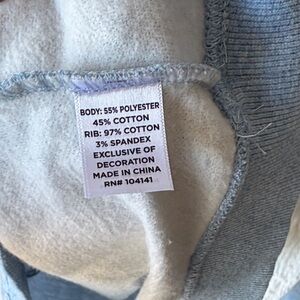 BODY: 55% POLYESTER
45% COTTON
RIB: 97% COTTON
3% SPANDEX
EXCLUSIVE OF
DECORATION
MADE IN CHINA
RN# 104141